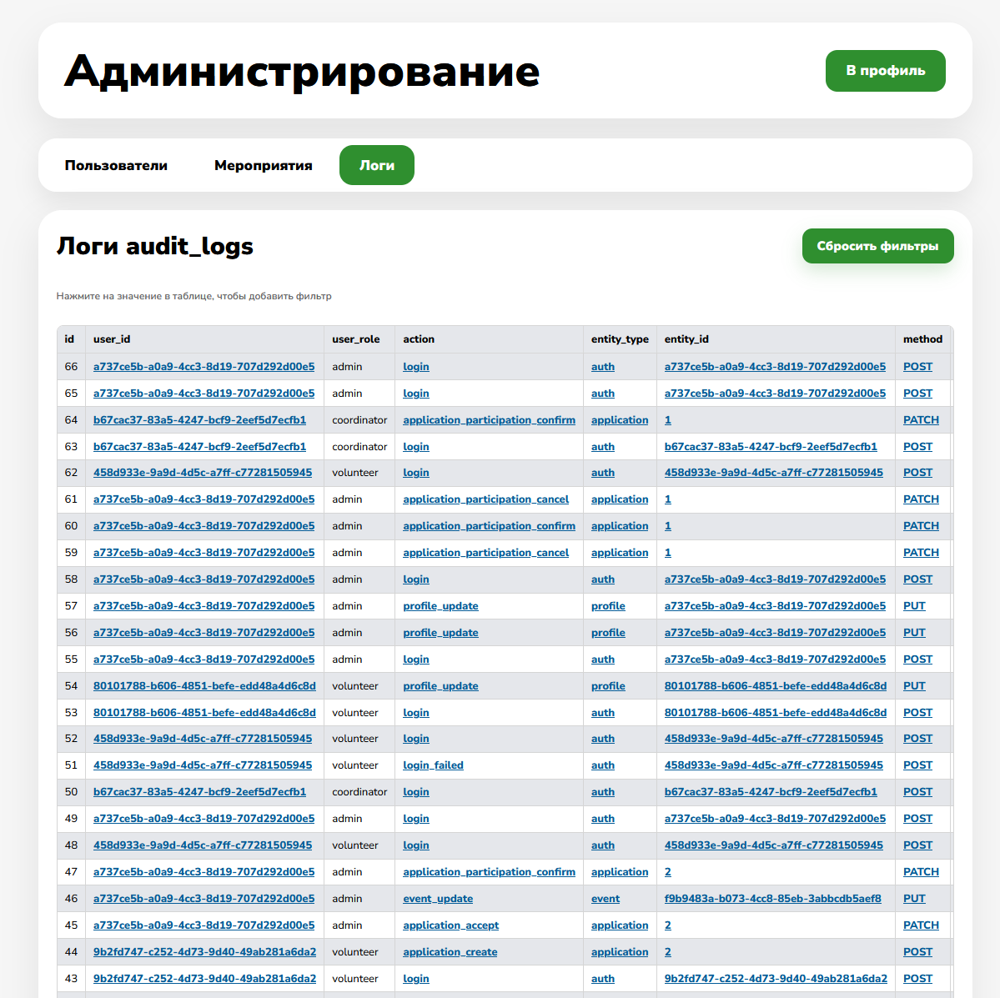 Администрирование
В профиль
Пользователи Мероприятия Логи
Логи audit_logs
Сбросить фильтры
Нажмите на значение в таблице, чтобы добавить фильтр
id user_id user_role action entity_type entity_id method
66 a737ce5b-a0a9-4cc3-8d19-707d292d00e5 admin login auth a737ce5b-a0a9-4cc3-8d19-707d292d00e5 POST
65 a737ce5b-a0a9-4cc3-8d19-707d292d00e5 admin login auth a737ce5b-a0a9-4cc3-8d19-707d292d00e5 POST
64 b67cac37-83a5-4247-bcf9-2eef5d7ecfb1 coordinator application_participation_confirm application 1 PATCH
63 b67cac37-83a5-4247-bcf9-2eef5d7ecfb1 coordinator login auth b67cac37-83a5-4247-bcf9-2eef5d7ecfb1 POST
62 458d933e-9a9d-4d5c-a7ff-c77281505945 volunteer login auth 458d933e-9a9d-4d5c-a7ff-c77281505945 POST
61 a737ce5b-a0a9-4cc3-8d19-707d292d00e5 admin application_participation_cancel application 1 PATCH
60 a737ce5b-a0a9-4cc3-8d19-707d292d00e5 admin application_participation_confirm application 1 PATCH
59 a737ce5b-a0a9-4cc3-8d19-707d292d00e5 admin application_participation_cancel application 1 PATCH
58 a737ce5b-a0a9-4cc3-8d19-707d292d00e5 admin login auth a737ce5b-a0a9-4cc3-8d19-707d292d00e5 POST
57 a737ce5b-a0a9-4cc3-8d19-707d292d00e5 admin profile_update profile a737ce5b-a0a9-4cc3-8d19-707d292d00e5 PUT
56 a737ce5b-a0a9-4cc3-8d19-707d292d00e5 admin profile_update profile a737ce5b-a0a9-4cc3-8d19-707d292d00e5 PUT
55 a737ce5b-a0a9-4cc3-8d19-707d292d00e5 admin login auth a737ce5b-a0a9-4cc3-8d19-707d292d00e5 POST
54 80101788-b606-4851-befe-edd48a4d6c8d volunteer profile_update profile 80101788-b606-4851-befe-edd48a4d6c8d PUT
53 80101788-b606-4851-befe-edd48a4d6c8d volunteer login auth 80101788-b606-4851-befe-edd48a4d6c8d POST
52 458d933e-9a9d-4d5c-a7ff-c77281505945 volunteer login auth 458d933e-9a9d-4d5c-a7ff-c77281505945 POST
51 458d933e-9a9d-4d5c-a7ff-c77281505945 volunteer login_failed auth 458d933e-9a9d-4d5c-a7ff-c77281505945 POST
50 b67cac37-83a5-4247-bcf9-2eef5d7ecfb1 coordinator login auth b67cac37-83a5-4247-bcf9-2eef5d7ecfb1 POST
49 a737ce5b-a0a9-4cc3-8d19-707d292d00e5 admin login auth a737ce5b-a0a9-4cc3-8d19-707d292d00e5 POST
48 458d933e-9a9d-4d5c-a7ff-c77281505945 volunteer login auth 458d933e-9a9d-4d5c-a7ff-c77281505945 POST
47 a737ce5b-a0a9-4cc3-8d19-707d292d00e5 admin application_participation_confirm application 2 PATCH
46 a737ce5b-a0a9-4cc3-8d19-707d292d00e5 admin event_update event f9b9483a-b073-4cc8-85eb-3abbcdb5aef8 PUT
45 a737ce5b-a0a9-4cc3-8d19-707d292d00e5 admin application_accept application 2 PATCH
44 9b2fd747-c252-4d73-9d40-49ab281a6da2 volunteer application_create application 2 POST
43 9b2fd747-c252-4d73-9d40-49ab281a6da2 volunteer login auth 9b2fd747-c252-4d73-9d40-49ab281a6da2 POST